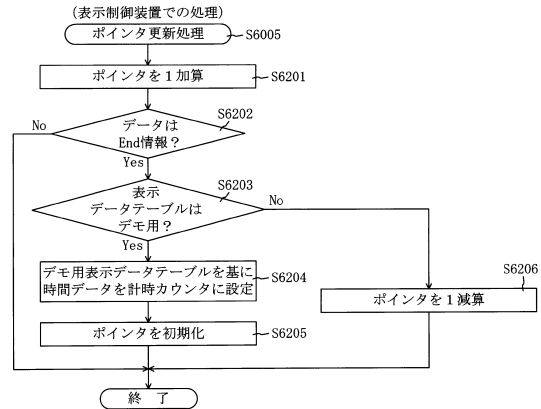 (表示制御装置での処理)
ポインタ更新処理
S6005
ポインタを1加算
S6201
S6202
No
データは
End情報?
Yes
S6203
表示
データテーブルは
デモ用?
No
Yes
デモ用表示データテーブルを基に
時間データを計時カウンタに設定
S6204
S6206
ポインタを1減算
ポインタを初期化
S6205
終 了